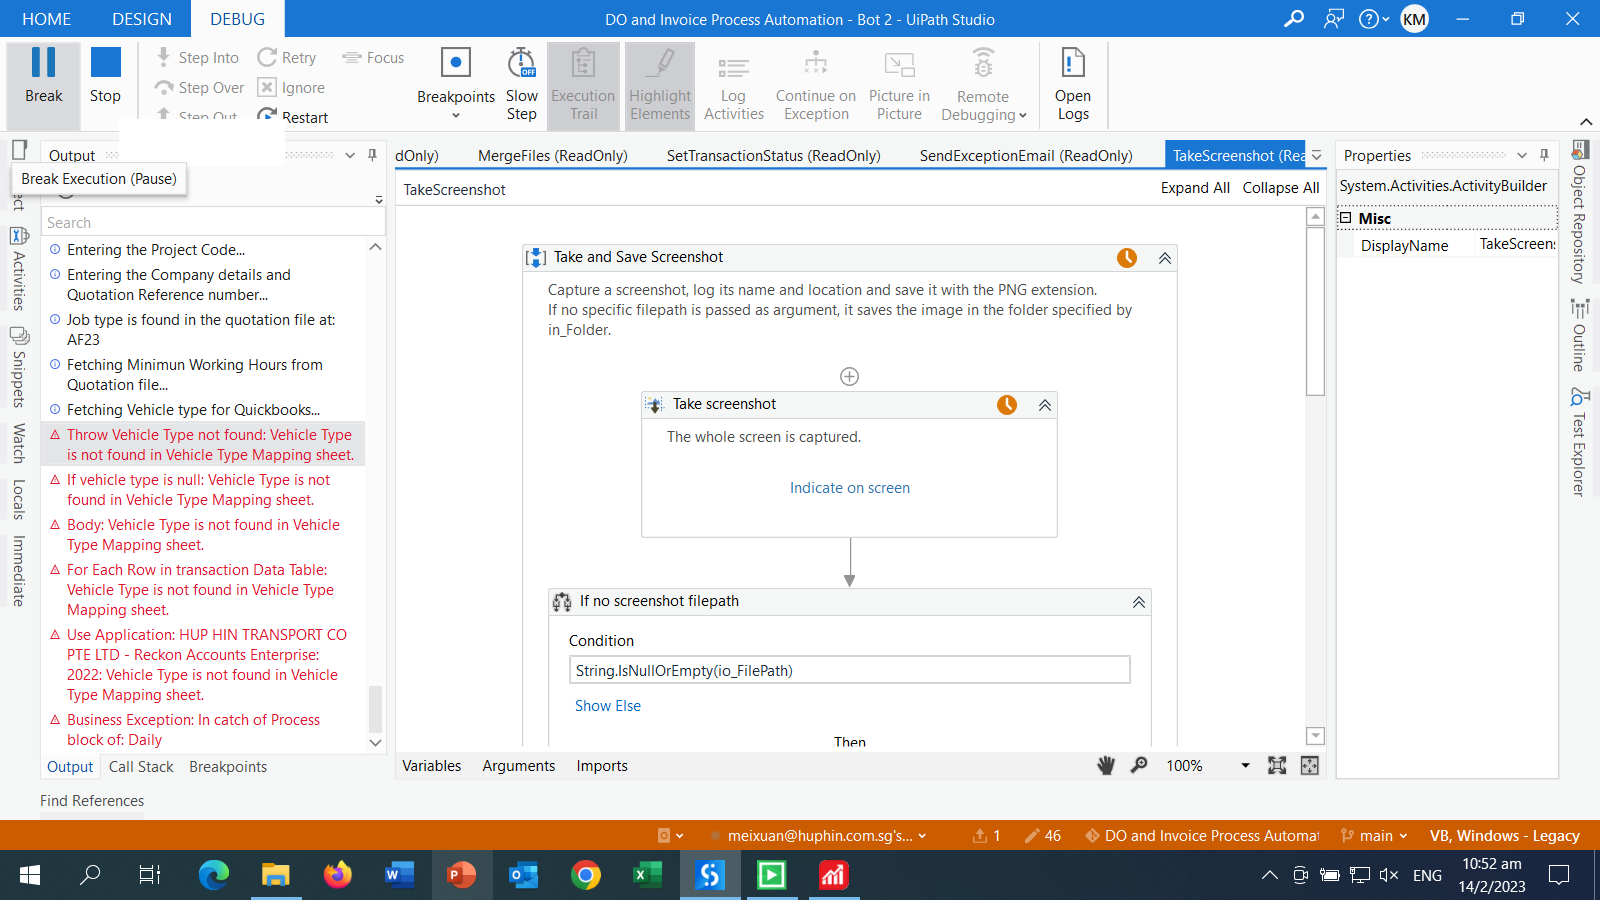 HOME DESIGN DEBUG
DO and Invoice Process Automation - Bot 2 - UiPath Studio
KM
Break
Stop
Step Into
Step Over
Step Out
Retry
Ignore
Restart
Focus
Breakpoints
Slow
Step
OFF
Execution
Trail
Highlight
Elements
Log
Activities
Continue on
Exception
Picture in
Picture
Remote
Debugging
Open
Logs
Output
Break Execution (Pause)
Search
Entering the Project Code...
Entering the Company details and
Quotation Reference number...
Job type is found in the quotation file at:
AF23
Fetching Minimun Working Hours from
Quotation file...
Fetching Vehicle type for Quickbooks...
Throw Vehicle Type not found: Vehicle Type
is not found in Vehicle Type Mapping sheet.
If vehicle type is null: Vehicle Type is not
found in Vehicle Type Mapping sheet.
Body: Vehicle Type is not found in Vehicle
Type Mapping sheet.
For Each Row in transaction Data Table:
Vehicle Type is not found in Vehicle Type
Mapping sheet.
Use Application: HUP HIN TRANSPORT CO
PTE LTD - Reckon Accounts Enterprise:
2022: Vehicle Type is not found in Vehicle
Type Mapping sheet.
Business Exception: In catch of Process
block of: Daily
Output Call Stack Breakpoints
Find References
ect
Activities
Snippets
Watch
Locals
Immediate
dOnly) MergeFiles (ReadOnly) SetTransactionStatus (ReadOnly) SendExceptionEmail (ReadOnly) TakeScreenshot (Rea
TakeScreenshot
Expand All Collapse All
Take and Save Screenshot
Capture a screenshot, log its name and location and save it with the PNG extension.
If no specific filepath is passed as argument, it saves the image in the folder specified by
in_Folder.
Take screenshot
The whole screen is captured.
Indicate on screen
If no screenshot filepath
Condition
String.IsNullOrEmpty(io_FilePath)
Show Else
Then
Variables Arguments Imports
100%
Properties
System.Activities.ActivityBuilder
Misc
DisplayName TakeScreens
Object Repository
Outline
Test Explorer
meixuan@huphin.com.sg's... 1 46 DO and Invoice Process Automat main VB, Windows - Legacy
ENG
10:52 am
14/2/2023